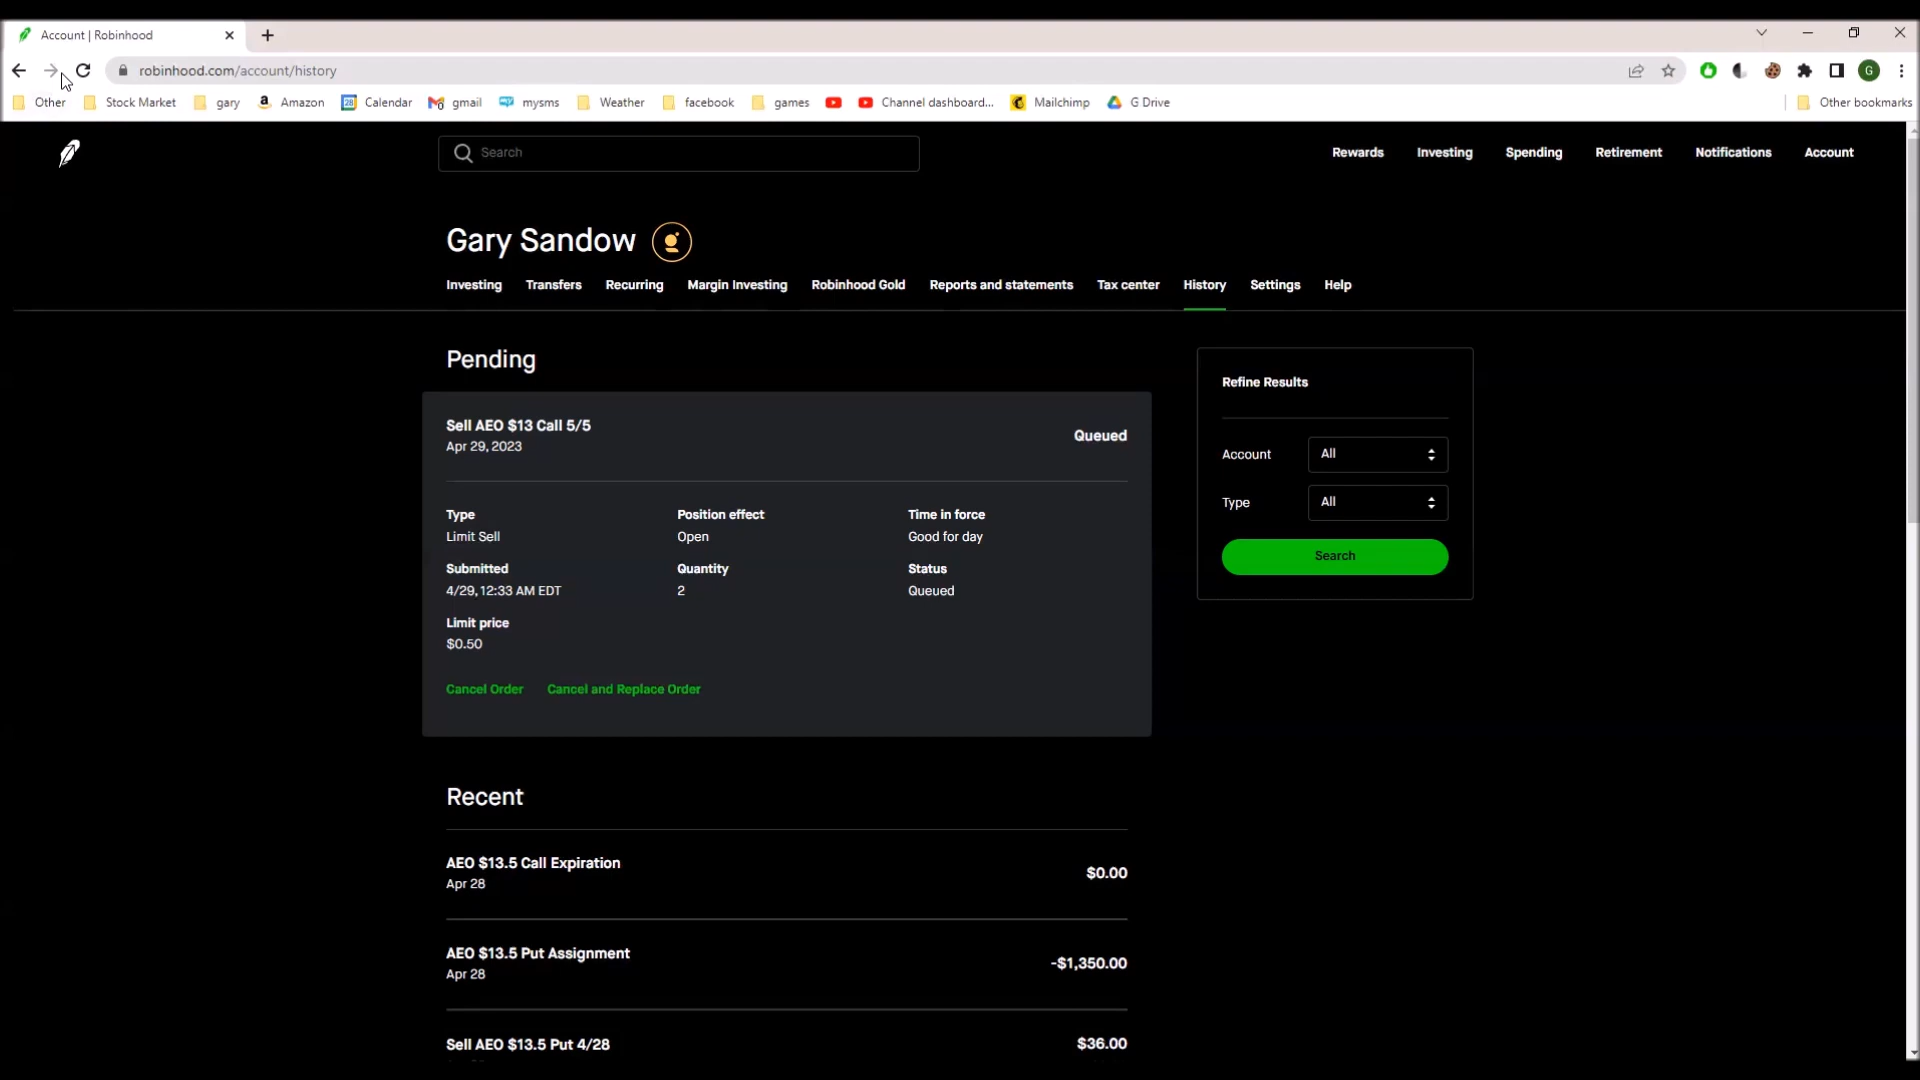 Account | Robinhood
robinhood.com/account/history
G
Other Stock Market gary Amazon Calendar gmail mysms Weather facebook games Channel dashboard... Mailchimp G Drive Other bookmarks
Search Rewards Investing Spending Retirement Notifications Account
Gary Sandow
Investing Transfers Recurring Margin Investing Robinhood Gold Reports and statements Tax center History Settings Help
Pending
Refine Results
Sell AEO $13 Call 5/5
Queued
Apr 29, 2023
Account All
Type All
Search
Type Position effect Time in force
Limit Sell Open Good for day
Submitted Quantity Status
4/29, 12:33 AM EDT 2 Queued
Limit price
$0.50
Cancel Order Cancel and Replace Order
Recent
AEO $13.5 Call Expiration
$0.00
Apr 28
AEO $13.5 Put Assignment
-$1,350.00
Apr 28
Sell AEO $13.5 Put 4/28 $36.00